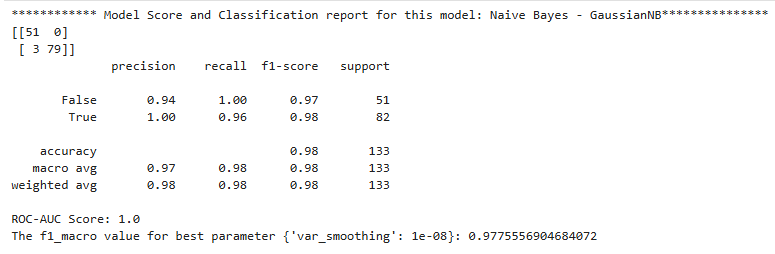 ************ Model Score and Classification report for this model: Naive Bayes - GaussianNB***************
[[51  0]
 [ 3 79]]
              precision    recall  f1-score   support

       False       0.94      1.00      0.97        51
        True       1.00      0.96      0.98        82

    accuracy                           0.98       133
   macro avg       0.97      0.98      0.98       133
weighted avg       0.98      0.98      0.98       133

ROC-AUC Score: 1.0
The f1_macro value for best parameter {'var_smoothing': 1e-08}: 0.9775556904684072